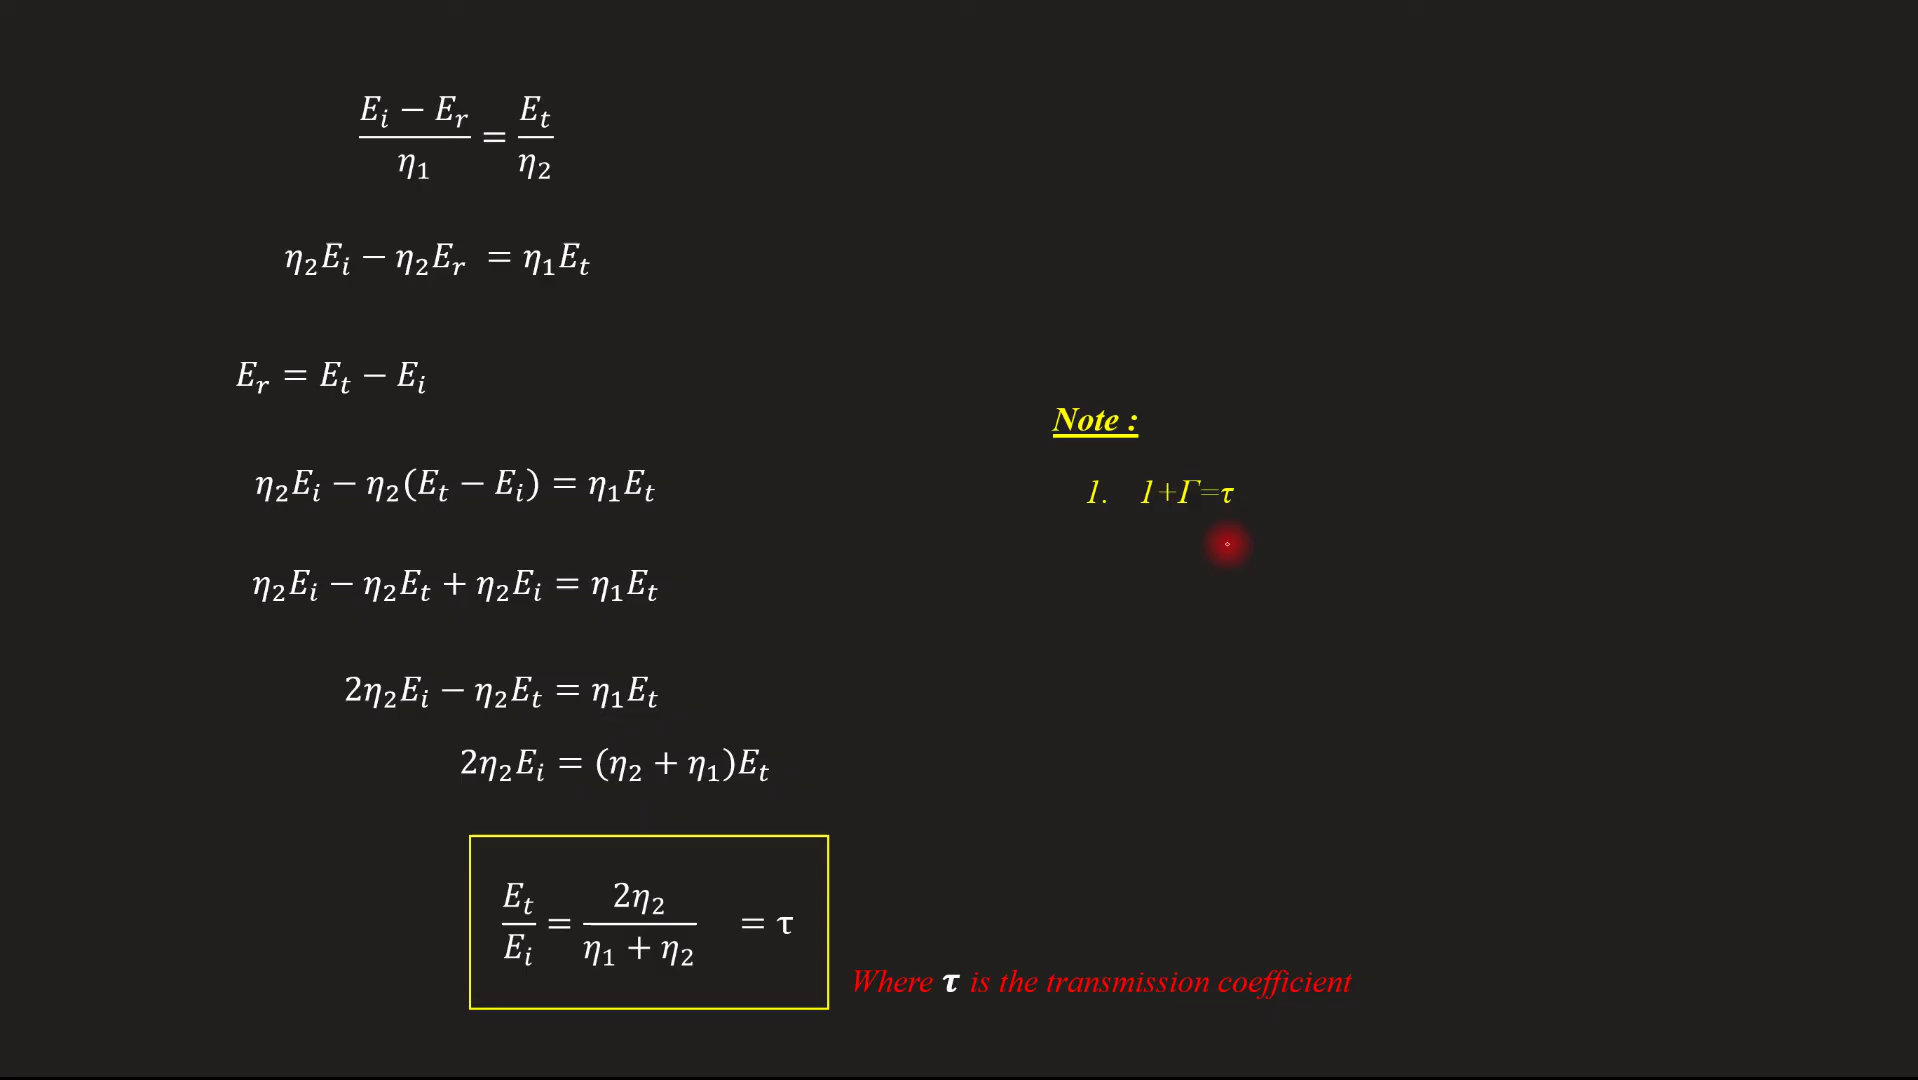 (E_i − E_r)/η_1 = E_t/η_2
η_2E_i − η_2E_r = η_1E_t
E_r = E_t − E_i
η_2E_i − η_2(E_t − E_i) = η_1E_t
η_2E_i − η_2E_t + η_2E_i = η_1E_t
2η_2E_i − η_2E_t = η_1E_t
2η_2E_i = (η_2 + η_1)E_t
E_t/E_i = 2η_2/(η_1 + η_2) = τ
Where τ is the transmission coefficient
Note :
1. 1+Γ=τ